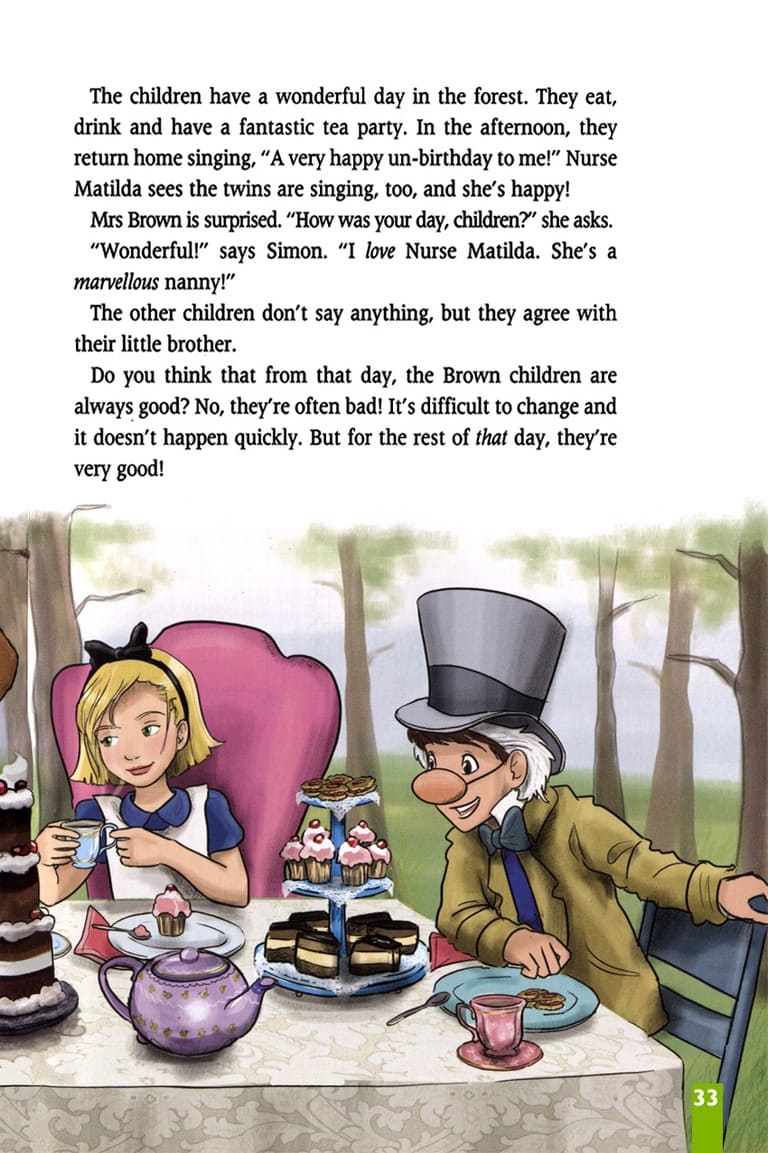 The children have a wonderful day in the forest. They eat,
drink and have a fantastic tea party. In the afternoon, they
return home singing, “A very happy un-birthday to me!” Nurse
Matilda sees the twins are singing, too, and she’s happy!
Mrs Brown is surprised. “How was your day, children?” she asks.
“Wonderful!” says Simon. “I love Nurse Matilda. She’s a
marvellous nanny!”
The other children don’t say anything, but they agree with
their little brother.
Do you think that from that day, the Brown children are
always good? No, they’re often bad! It’s difficult to change and
it doesn’t happen quickly. But for the rest of that day, they’re
very good!
33